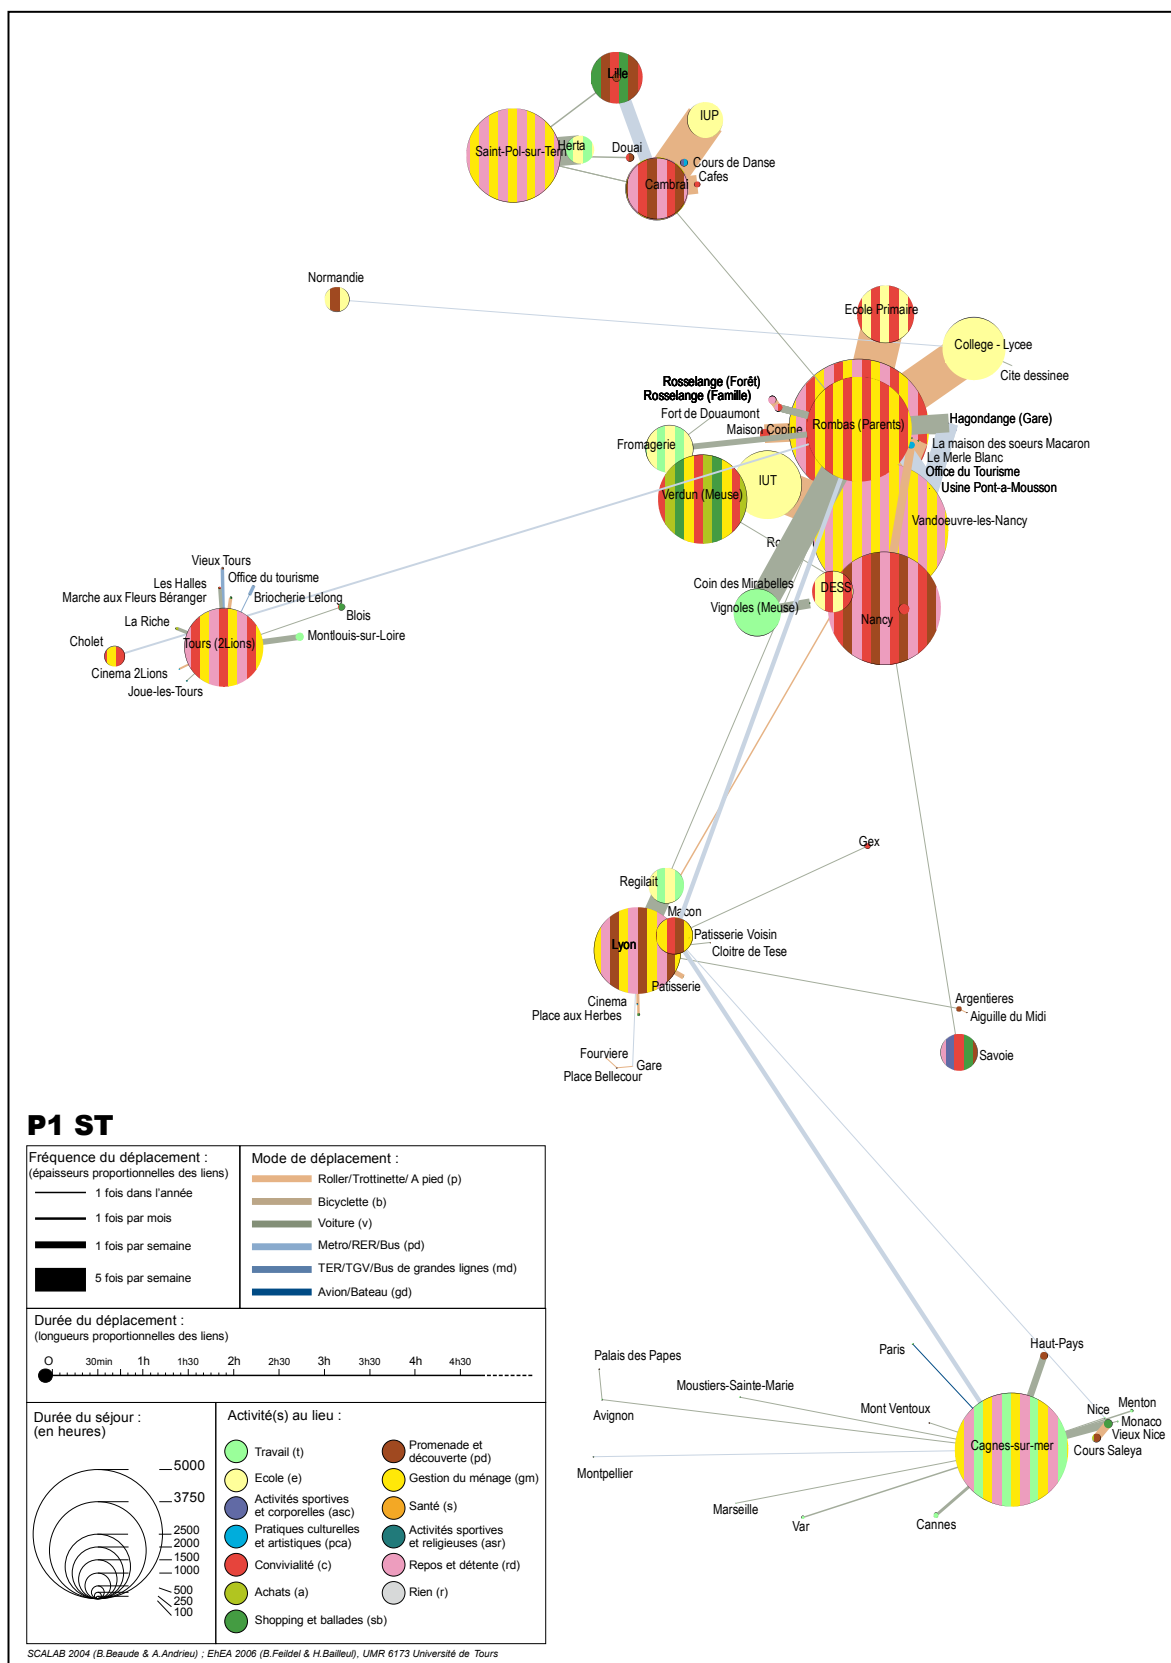 Lille
IUP
Saint-Pol-sur-Tern
Herta
Douai
Cours de Danse
Cafes
Cambrai
Normandie
Ecole Primaire
College - Lycee
Cite dessinee
Rosselange (Forêt)
Rosselange (Famille)
Fort de Douaumont
Maison Copine
Rombas (Parents)
Hagondange (Gare)
Fromagerie
La maison des soeurs Macaron
Le Merle Blanc
Office du Tourisme
IUT
Usine Pont-a-Mousson
Verdun (Meuse)
Vandoeuvre-les-Nancy
Ro
Coin des Mirabelles
DESS
Vignoles (Meuse)
Nancy
Vieux Tours
Les Halles
Office du tourisme
Marche aux Fleurs Béranger
Briocherie Lelong
La Riche
Blois
Cholet
Tours (2Lions)
Montlouis-sur-Loire
Cinema 2Lions
Joue-les-Tours
Gex
Regilait
Macon
Patisserie Voisin
Lyon
Cloitre de Tese
Patisserie
Cinema
Place aux Herbes
Argentieres
Aiguille du Midi
Fourviere
Gare
Place Bellecour
Savoie
P1 ST
Fréquence du déplacement :
(épaisseurs proportionnelles des liens)
1 fois dans l'année
1 fois par mois
1 fois par semaine
5 fois par semaine
Mode de déplacement :
Roller/Trottinette/ A pied (p)
Bicyclette (b)
Voiture (v)
Metro/RER/Bus (pd)
TER/TGV/Bus de grandes lignes (md)
Avion/Bateau (gd)
Durée du déplacement :
(longueurs proportionnelles des liens)
O 30min 1h 1h30 2h 2h30 3h 3h30 4h 4h30
Durée du séjour :
(en heures)
5000
3750
2500
2000
1500
1000
500
250
100
Activité(s) au lieu :
Travail (t)
Ecole (e)
Activités sportives
et corporelles (asc)
Pratiques culturelles
et artistiques (pca)
Convivialité (c)
Achats (a)
Shopping et ballades (sb)
Promenade et
découverte (pd)
Gestion du ménage (gm)
Santé (s)
Activités sportives
et religieuses (asr)
Repos et détente (rd)
Rien (r)
Paris
Haut-Pays
Palais des Papes
Moustiers-Sainte-Marie
Avignon
Mont Ventoux
Nice
Menton
Monaco
Vieux Nice
Cours Saleya
Cagnes-sur-mer
Montpellier
Marseille
Var
Cannes
SCALAB 2004 (B.Beaude & A.Andrieu) ; EhEA 2006 (B.Feildel & H.Bailleul), UMR 6173 Université de Tours